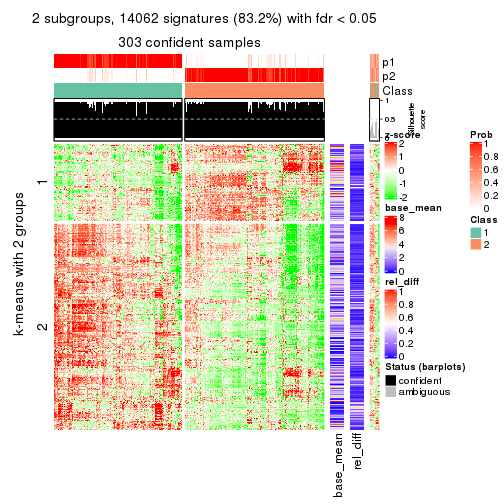 2 subgroups, 14062 signatures (83.2%) with fdr < 0.05
303 confident samples
p1
p2
Class
1
0.5
0
Silhouette
score
k-means with 2 groups
1
2
base_mean
rel_diff
z-score
2
1
0
-1
-2
base_mean
8
6
4
2
0
rel_diff
1
0.8
0.6
0.4
0.2
0
Status (barplots)
confident
ambiguous
Prob
1
0.8
0.6
0.4
0.2
0
Class
1
2